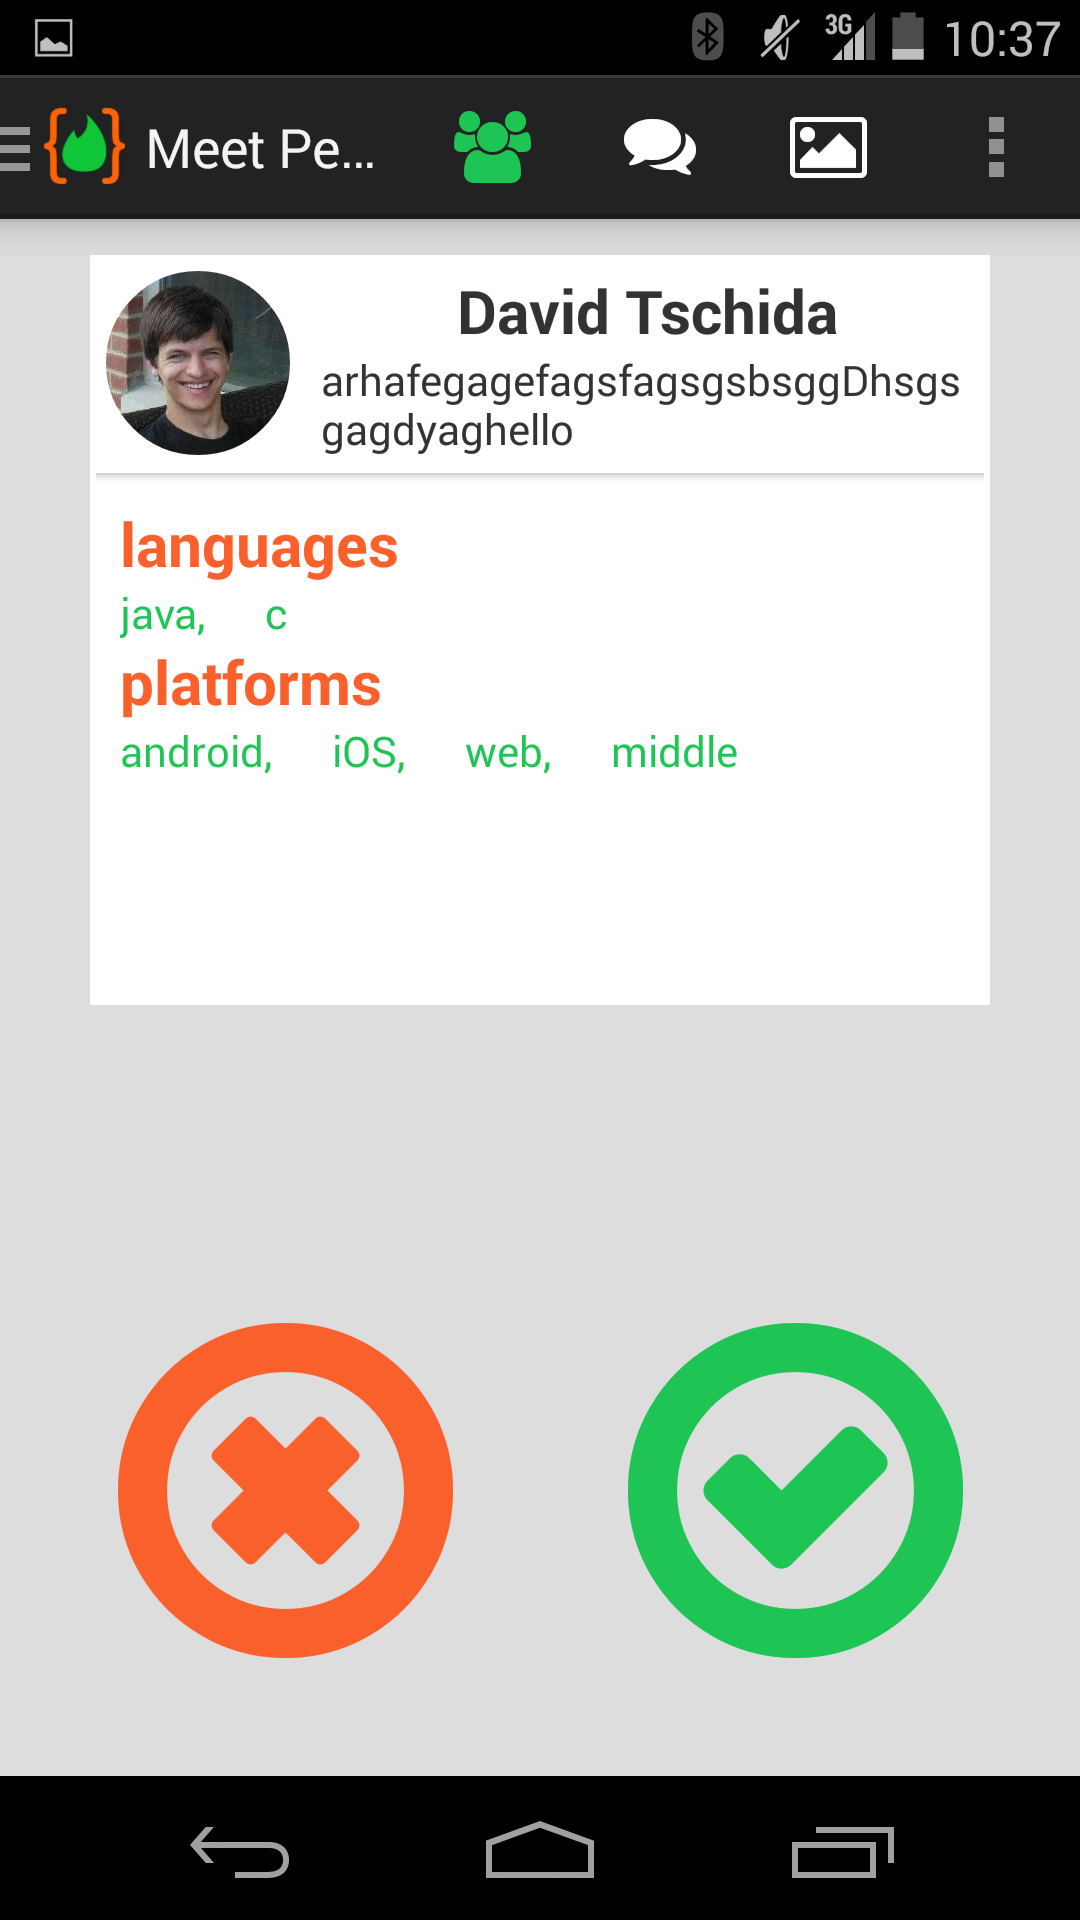 3G 10:37
Meet Pe...
David Tschida
arhafegagefagsfagsgsbsggDhsgs
gagdyaghello
languages
java, c
platforms
android, iOS, web, middle